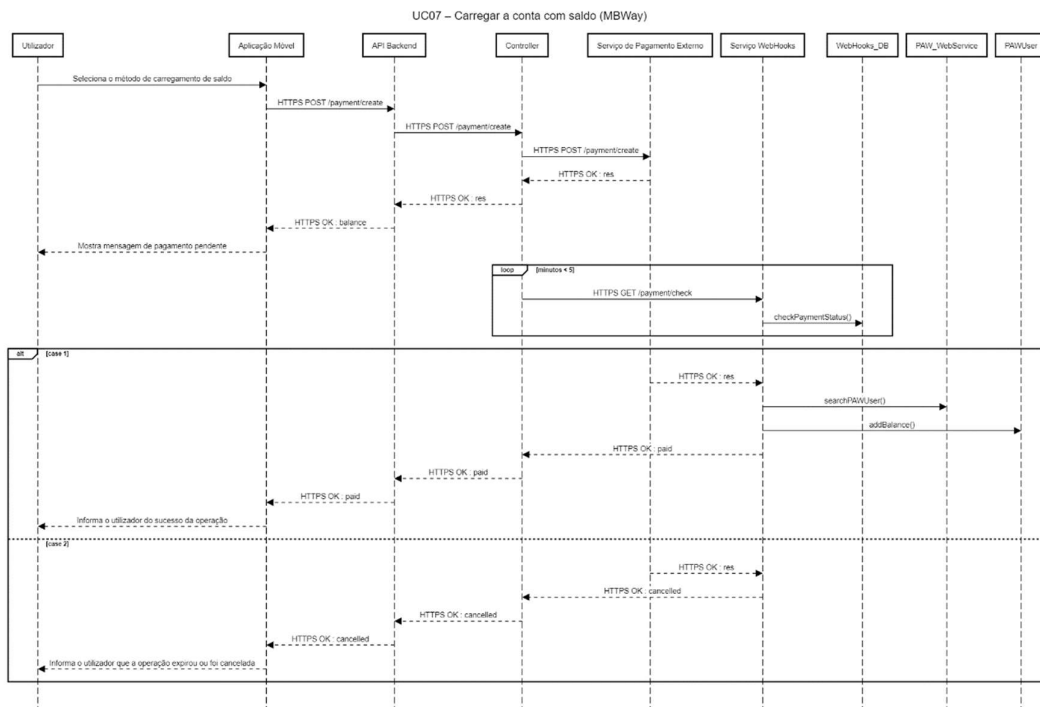 UC07 – Carregar a conta com saldo (MBWay)
Utilizador
Aplicação Móvel
API Backend
Controller
Serviço de Pagamento Externo
Serviço WebHooks
WebHooks_DB
PAW_WebService
PAWUser
Seleciona o método de carregamento de saldo
HTTPS POST /payment/create
HTTPS POST /payment/create
HTTPS POST /payment/create
HTTPS OK : res
HTTPS OK : res
HTTPS OK : balance
Mostra mensagem de pagamento pendente
loop [minutos < 5]
HTTPS GET /payment/check
checkPaymentStatus()
alt [case 1]
HTTPS OK : res
searchPAWUser()
addBalance()
HTTPS OK : paid
HTTPS OK : paid
HTTPS OK : paid
Informa o utilizador do sucesso da operação
[case 2]
HTTPS OK : res
HTTPS OK : cancelled
HTTPS OK : cancelled
HTTPS OK : cancelled
Informa o utilizador que a operação expirou ou foi cancelada